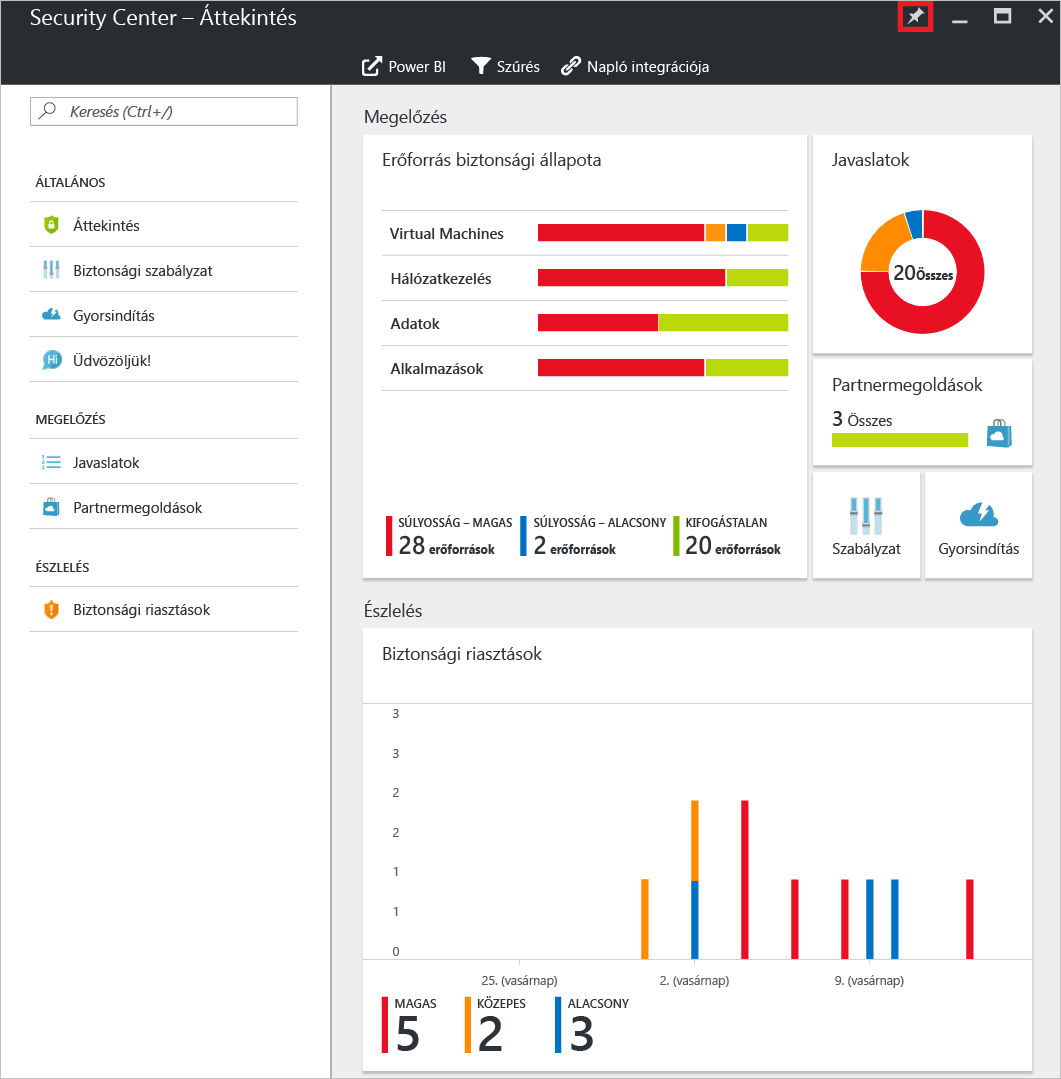 Security Center – Áttekintés
Power BI
Szűrés
Napló integrációja
Keresés (Ctrl+/)
ÁLTALÁNOS
Áttekintés
Biztonsági szabályzat
Gyorsindítás
Hi
Üdvözöljük!
MEGELŐZÉS
Javaslatok
Partnermegoldások
ÉSZLELÉS
Biztonsági riasztások
Megelőzés
Erőforrás biztonsági állapota
Virtual Machines
Hálózatkezelés
Adatok
Alkalmazások
SÚLYOSSÁG – MAGAS
28 erőforrások
SÚLYOSSÁG – ALACSONY
2 erőforrások
KIFOGÁSTALAN
20 erőforrások
Javaslatok
20Összes
Partnermegoldások
3 Összes
Szabályzat
Gyorsindítás
Észlelés
Biztonsági riasztások
3
3
2
2
1
1
0
25. (vasárnap)
2. (vasárnap)
9. (vasárnap)
MAGAS
5
KÖZEPES
2
ALACSONY
3